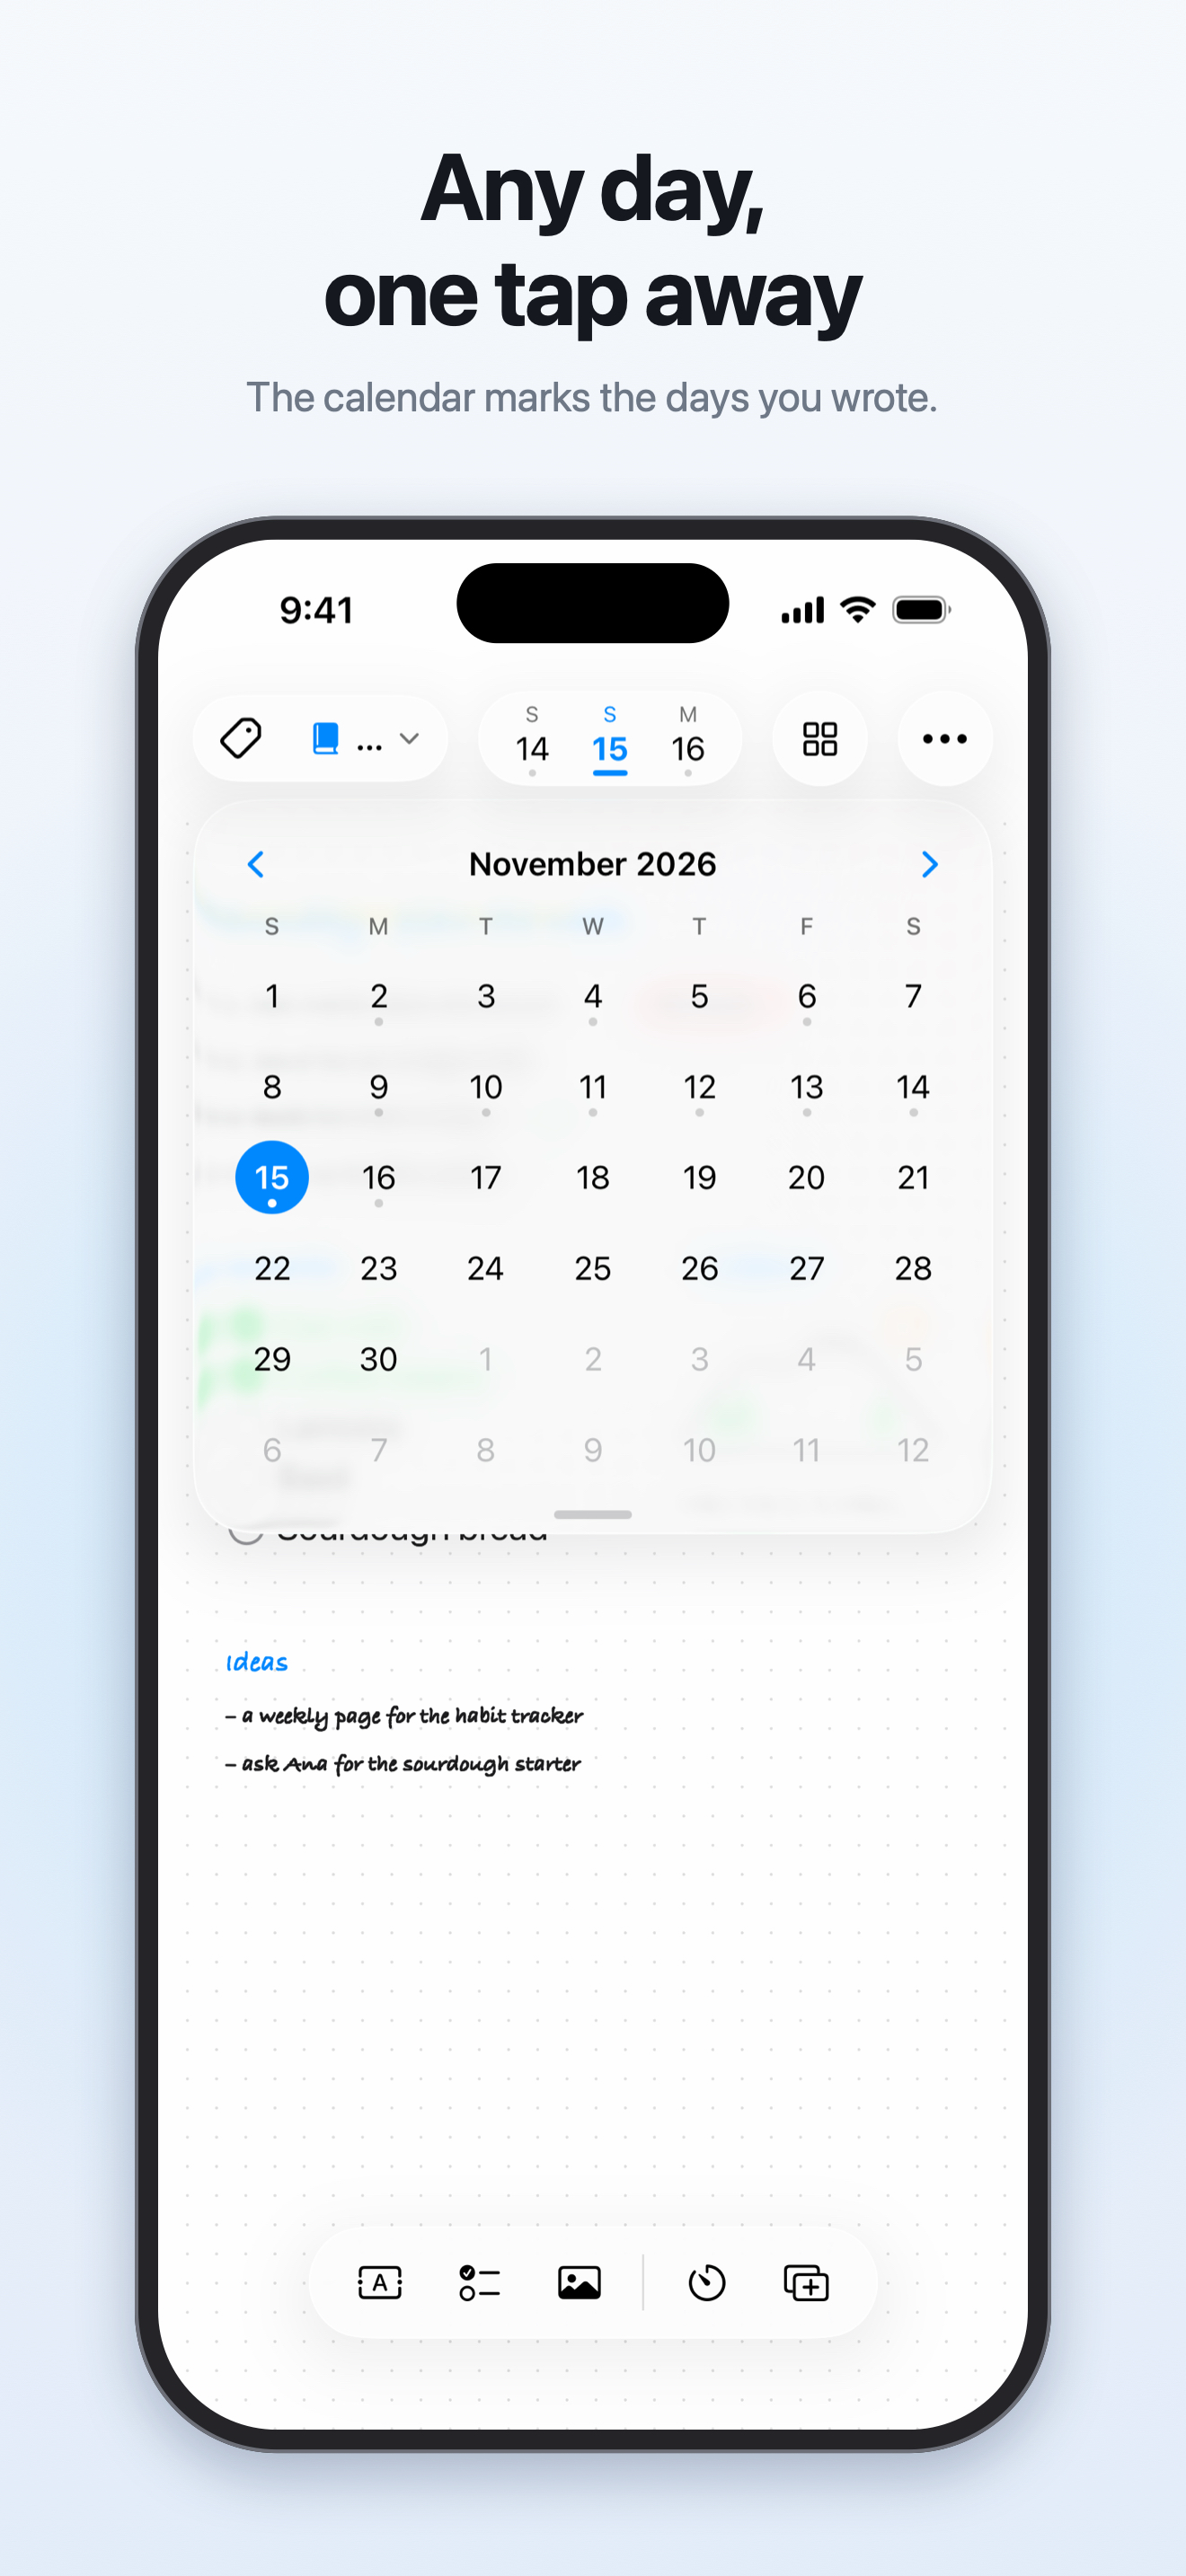 Any day,
one tap away
The calendar marks the days you wrote.
9:41
... S S M
14 15 16
November 2026
S M T W T F S
1 2 3 4 5 6 7
8 9 10 11 12 13 14
15 16 17 18 19 20 21
22 23 24 25 26 27 28
29 30 1 2 3 4 5
6 7 8 9 10 11 12
Sourdough bread
Ideas
– a weekly page for the habit tracker
– ask Ana for the sourdough starter
A